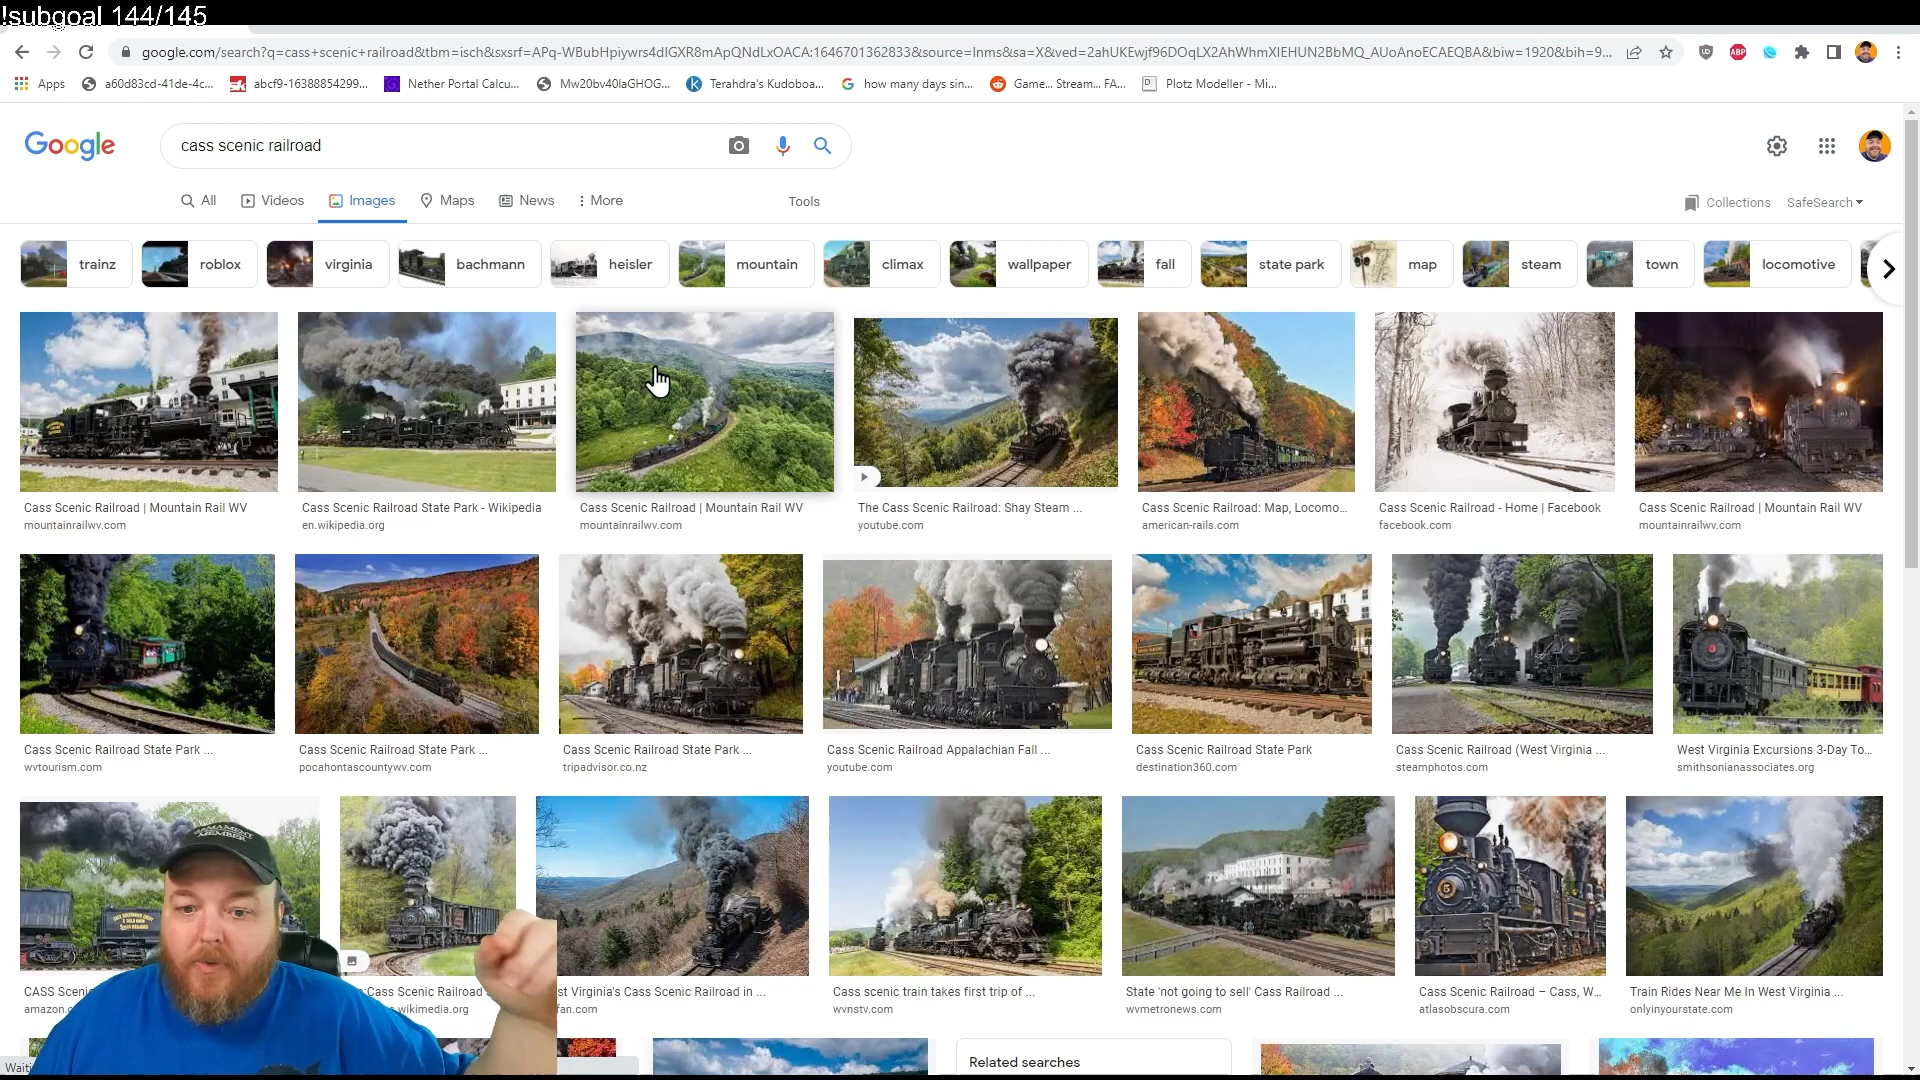 !subgoal 144/145
google.com/search?q=cass+scenic+railroad&tbm=isch&sxsrf=APq-WBubHpiywrs4dIGXR8mApQNdLxOACA:1646701362833&source=lnms&sa=X&ved=2ahUKEwjf96DOqLX2AhWhmXIEHUN2BbMQ_AUoAnoECAEQBA&biw=1920&bih=9...
ABP
Apps
a60d83cd-41de-4c...
abcf9-16388854299...
Nether Portal Calcu...
Mw20bv40laGHOG...
Terahdra's Kudoboa...
how many days sin...
Game... Stream... FA...
Plotz Modeller - Mi...
Google
cass scenic railroad
All
Videos
Images
Maps
News
More
Tools
Collections
SafeSearch
trainz
roblox
virginia
bachmann
heisler
mountain
climax
wallpaper
fall
state park
map
steam
town
locomotive
Cass Scenic Railroad | Mountain Rail WV
mountainrailwv.com
Cass Scenic Railroad State Park - Wikipedia
en.wikipedia.org
Cass Scenic Railroad | Mountain Rail WV
mountainrailwv.com
The Cass Scenic Railroad: Shay Steam ...
youtube.com
Cass Scenic Railroad: Map, Locomo...
american-rails.com
Cass Scenic Railroad - Home | Facebook
facebook.com
Cass Scenic Railroad | Mountain Rail WV
mountainrailwv.com
Cass Scenic Railroad State Park ...
wvtourism.com
Cass Scenic Railroad State Park ...
pocahontascountywv.com
Cass Scenic Railroad State Park ...
tripadvisor.co.nz
Cass Scenic Railroad Appalachian Fall ...
youtube.com
Cass Scenic Railroad State Park
destination360.com
Cass Scenic Railroad (West Virginia ...
steamphotos.com
West Virginia Excursions 3-Day To...
smithsonianassociates.org
CASS Scenic
amazon.c
:Cass Scenic Railroad
wikimedia.org
st Virginia's Cass Scenic Railroad in ...
fan.com
Cass scenic train takes first trip of ...
wvnstv.com
State 'not going to sell' Cass Railroad ...
wvmetronews.com
5
Cass Scenic Railroad – Cass, W...
atlasobscura.com
Train Rides Near Me In West Virginia ...
onlyinyourstate.com
MEMBER
Related searches
Waiti